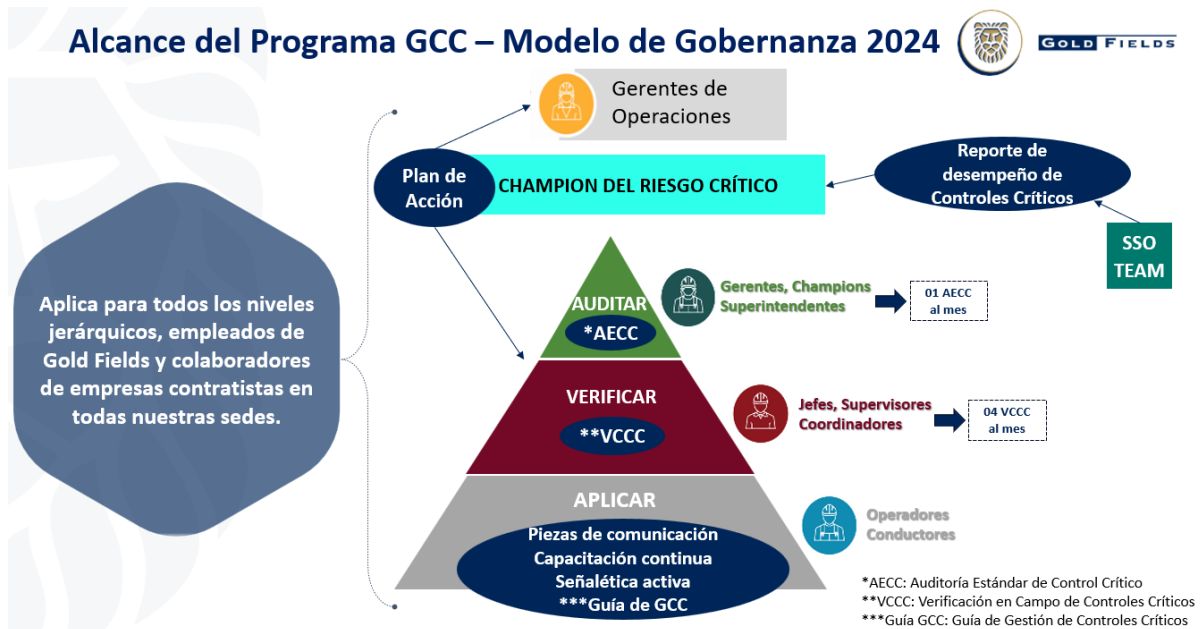 Alcance del Programa GCC – Modelo de Gobernanza 2024
GOLD FIELDS
Gerentes de
Operaciones
Plan de
Acción
CHAMPION DEL RIESGO CRÍTICO
Reporte de
desempeño de
Controles Críticos
SSO
TEAM
Aplica para todos los niveles
jerárquicos, empleados de
Gold Fields y colaboradores
de empresas contratistas en
todas nuestras sedes.
AUDITAR
*AECC
Gerentes, Champions
Superintendentes
01 AECC
al mes
VERIFICAR
**VCCC
Jefes, Supervisores
Coordinadores
04 VCCC
al mes
APLICAR
Piezas de comunicación
Capacitación continua
Señalética activa
***Guía de GCC
Operadores
Conductores
*AECC: Auditoría Estándar de Control Crítico
**VCCC: Verificación en Campo de Controles Críticos
***Guía GCC: Guía de Gestión de Controles Críticos